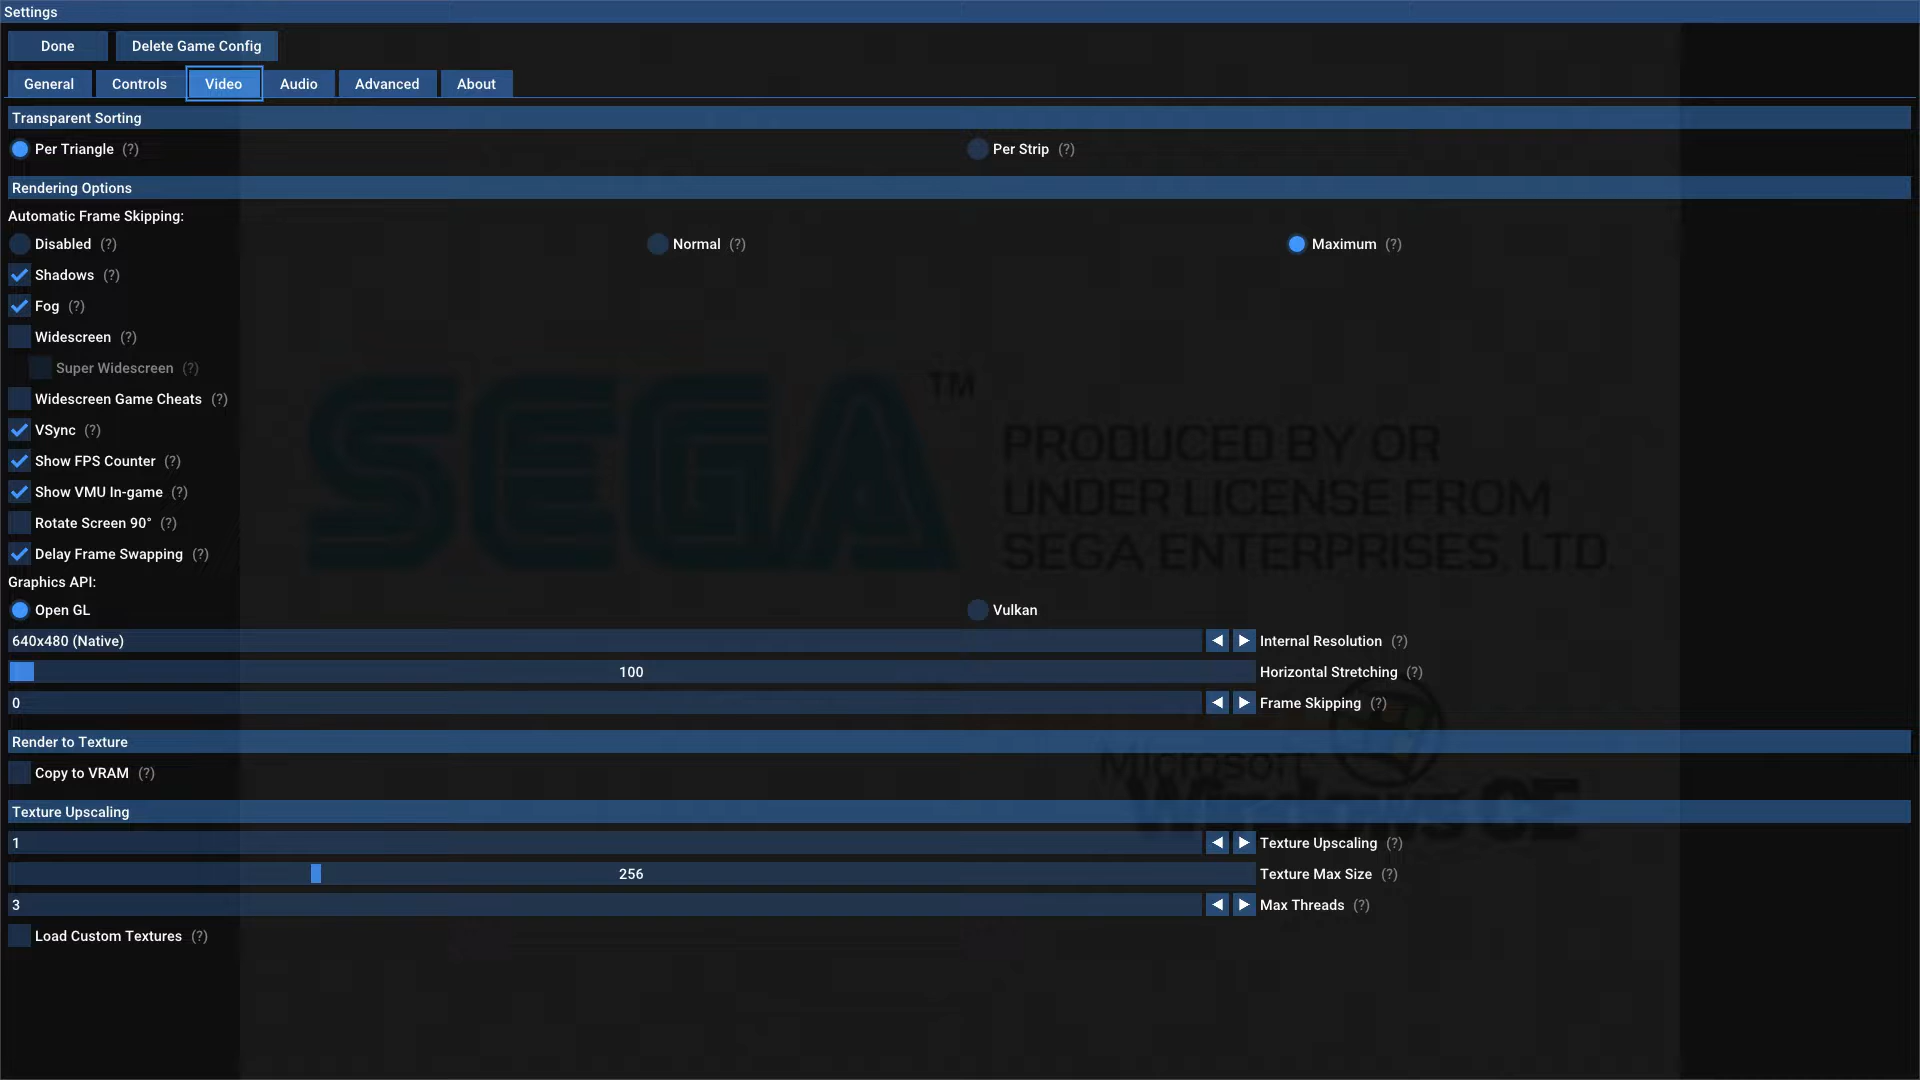 Settings
Done Delete Game Config
General Controls Video Audio Advanced About
Transparent Sorting
Per Triangle (?) Per Strip (?)
Rendering Options
Automatic Frame Skipping:
Disabled (?) Normal (?) Maximum (?)
Shadows (?)
Fog (?)
Widescreen (?)
Super Widescreen (?)
Widescreen Game Cheats (?)
VSync (?)
Show FPS Counter (?)
Show VMU In-game (?)
Rotate Screen 90° (?)
Delay Frame Swapping (?)
Graphics API:
Open GL Vulkan
640x480 (Native) Internal Resolution (?)
100 Horizontal Stretching (?)
0 Frame Skipping (?)
Render to Texture
Copy to VRAM (?)
Texture Upscaling
1 Texture Upscaling (?)
256 Texture Max Size (?)
3 Max Threads (?)
Load Custom Textures (?)
SEGA™
PRODUCED BY OR
UNDER LICENSE FROM
SEGA ENTERPRISES, LTD.
Microsoft
Windows CE